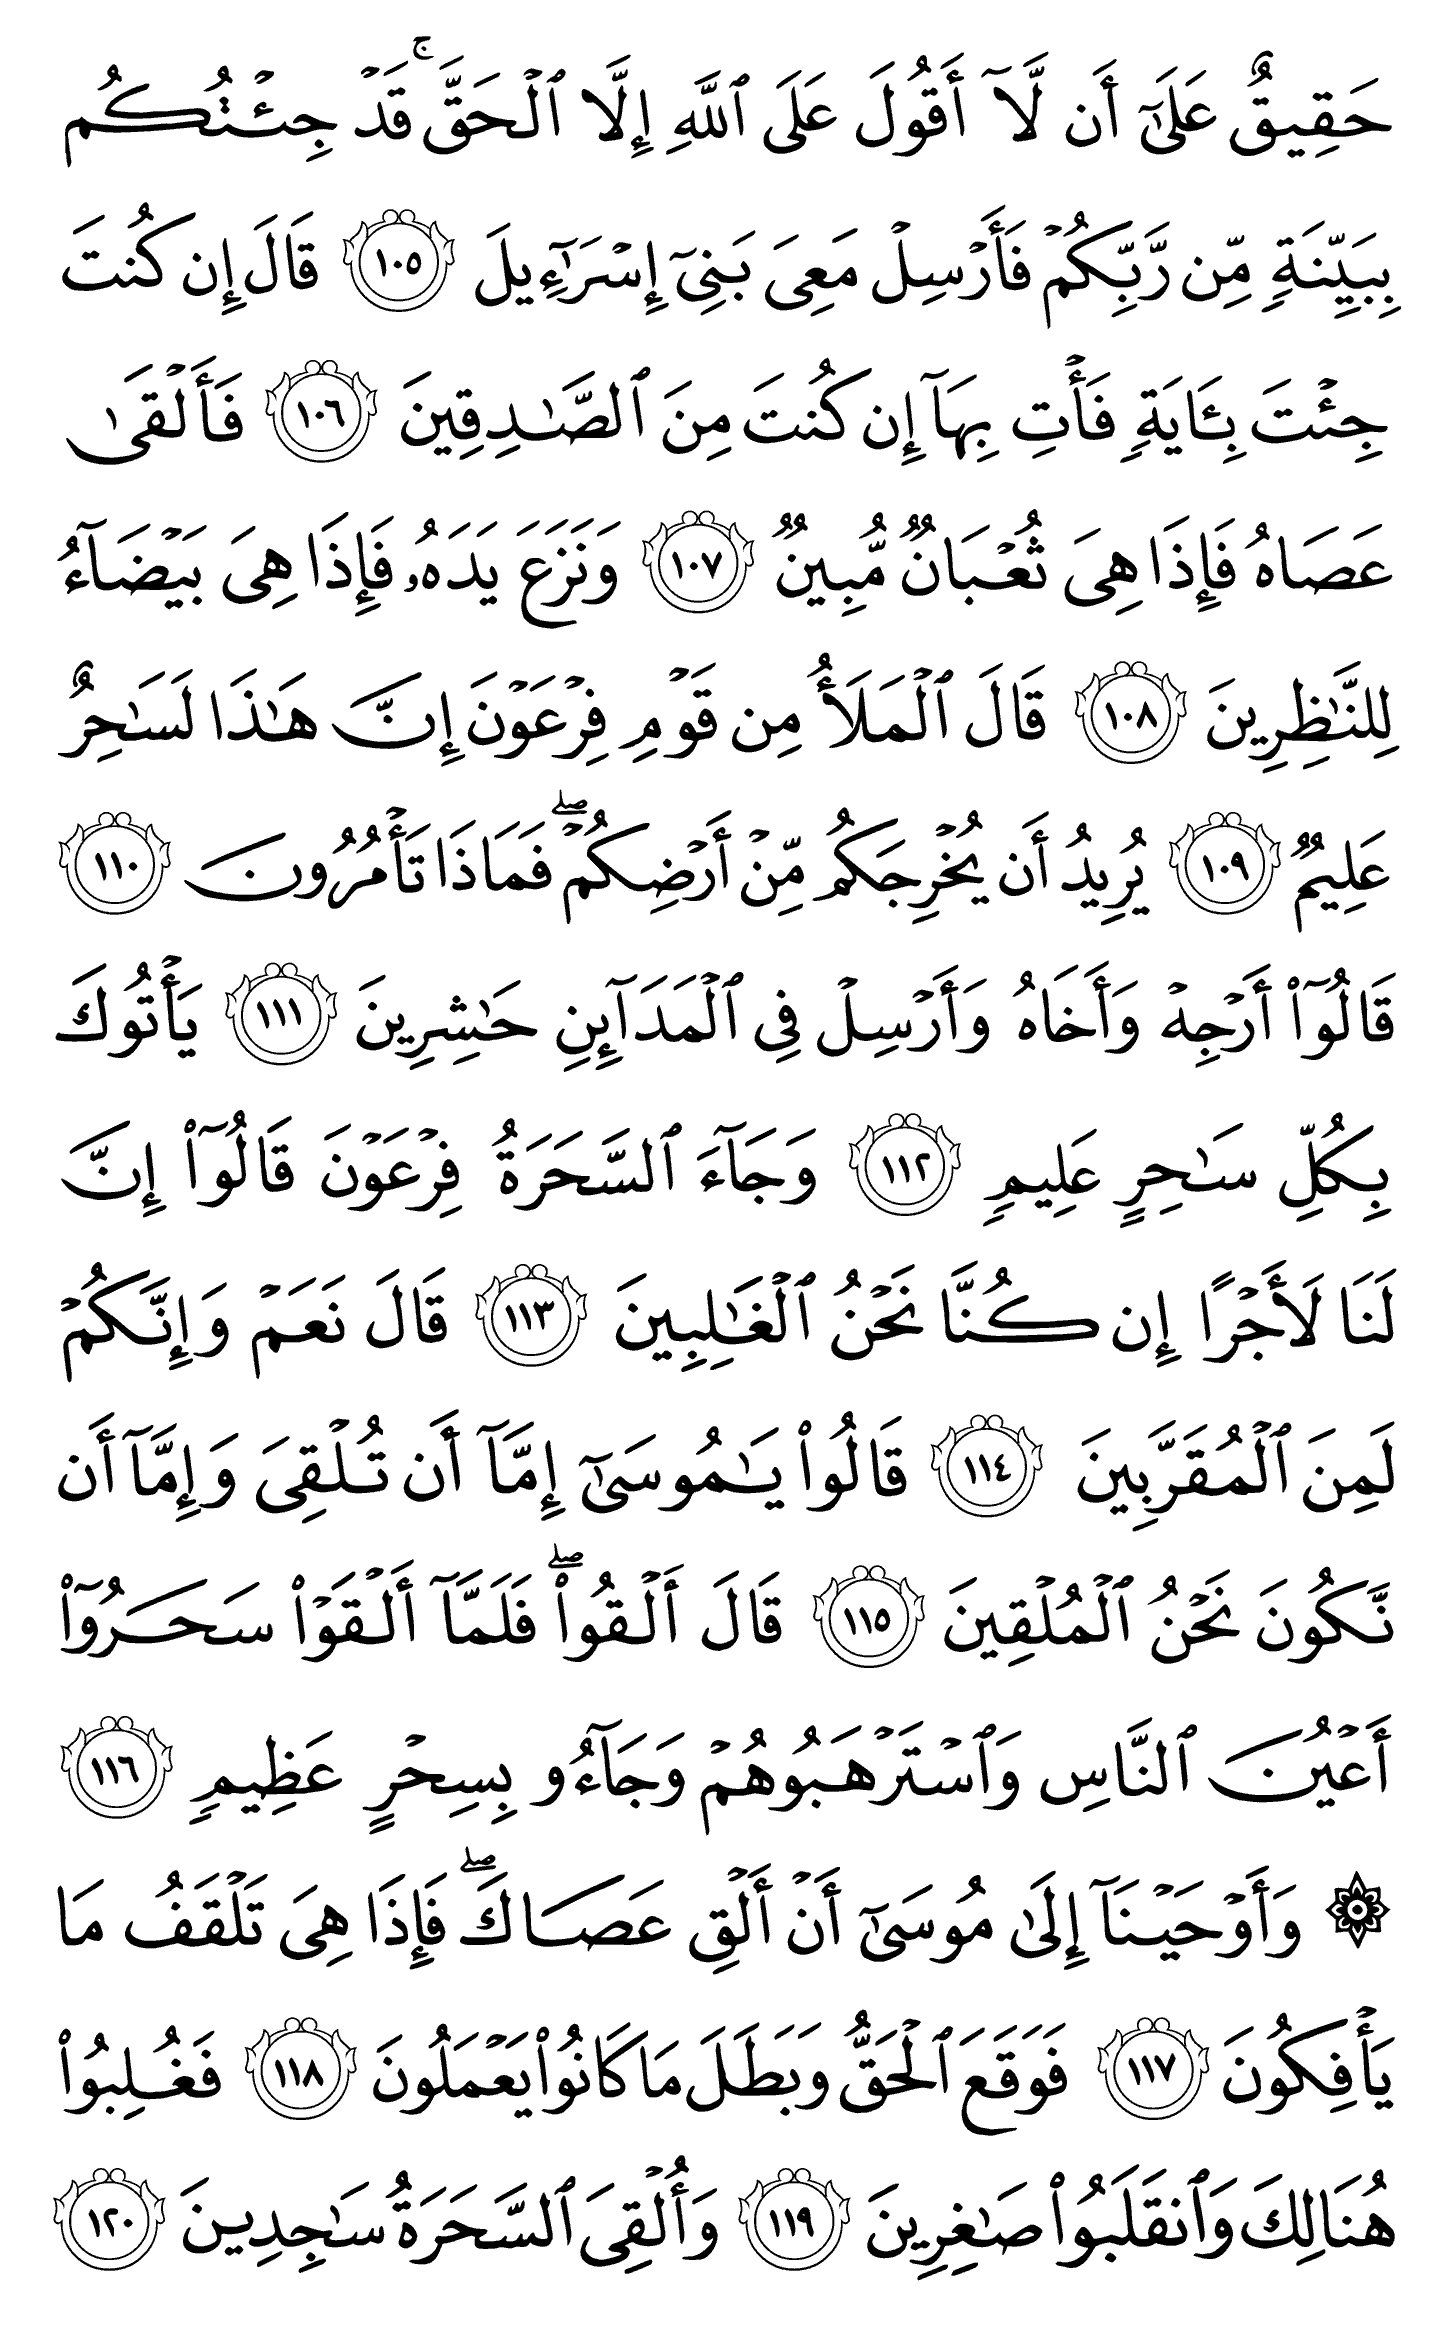 حَقِيقٌ عَلَىٰٓ أَن لَّآ أَقُولَ عَلَى ٱللَّهِ إِلَّا ٱلۡحَقَّۚ قَدۡ جِئۡتُكُم
بِبَيِّنَةٖ مِّن رَّبِّكُمۡ فَأَرۡسِلۡ مَعِيَ بَنِيٓ إِسۡرَٰٓءِيلَ ١٠٥ قَالَ إِن كُنتَ
جِئۡتَ بِـَٔايَةٖ فَأۡتِ بِهَآ إِن كُنتَ مِنَ ٱلصَّـٰدِقِينَ ١٠٦ فَأَلۡقَىٰ
عَصَاهُ فَإِذَا هِيَ ثُعۡبَانٞ مُّبِينٞ ١٠٧ وَنَزَعَ يَدَهُۥ فَإِذَا هِيَ بَيۡضَآءُ
لِلنَّـٰظِرِينَ ١٠٨ قَالَ ٱلۡمَلَأُ مِن قَوۡمِ فِرۡعَوۡنَ إِنَّ هَـٰذَا لَسَـٰحِرٌ
عَلِيمٞ ١٠٩ يُرِيدُ أَن يُخۡرِجَكُم مِّنۡ أَرۡضِكُمۡۖ فَمَاذَا تَأۡمُرُونَ ١١٠
قَالُوٓاْ أَرۡجِهۡ وَأَخَاهُ وَأَرۡسِلۡ فِي ٱلۡمَدَآئِنِ حَـٰشِرِينَ ١١١ يَأۡتُوكَ
بِكُلِّ سَـٰحِرٍ عَلِيمٖ ١١٢ وَجَآءَ ٱلسَّحَرَةُ فِرۡعَوۡنَ قَالُوٓاْ إِنَّ
لَنَا لَأَجۡرًا إِن كُنَّا نَحۡنُ ٱلۡغَـٰلِبِينَ ١١٣ قَالَ نَعَمۡ وَإِنَّكُمۡ
لَمِنَ ٱلۡمُقَرَّبِينَ ١١٤ قَالُواْ يَـٰمُوسَىٰٓ إِمَّآ أَن تُلۡقِيَ وَإِمَّآ أَن
نَّكُونَ نَحۡنُ ٱلۡمُلۡقِينَ ١١٥ قَالَ أَلۡقُواْۖ فَلَمَّآ أَلۡقَوۡاْ سَحَرُوٓاْ
أَعۡيُنَ ٱلنَّاسِ وَٱسۡتَرۡهَبُوهُمۡ وَجَآءُو بِسِحۡرٍ عَظِيمٖ ١١٦
۞ وَأَوۡحَيۡنَآ إِلَىٰ مُوسَىٰٓ أَنۡ أَلۡقِ عَصَاكَۖ فَإِذَا هِيَ تَلۡقَفُ مَا
يَأۡفِكُونَ ١١٧ فَوَقَعَ ٱلۡحَقُّ وَبَطَلَ مَا كَانُواْ يَعۡمَلُونَ ١١٨ فَغُلِبُواْ
هُنَالِكَ وَٱنقَلَبُواْ صَـٰغِرِينَ ١١٩ وَأُلۡقِيَ ٱلسَّحَرَةُ سَـٰجِدِينَ ١٢٠